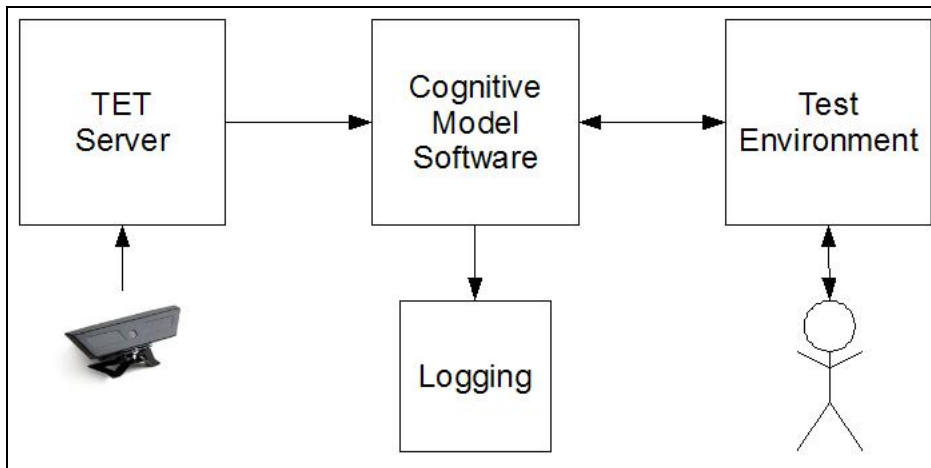 TET
Server
Cognitive
Model
Software
Test
Environment
Logging